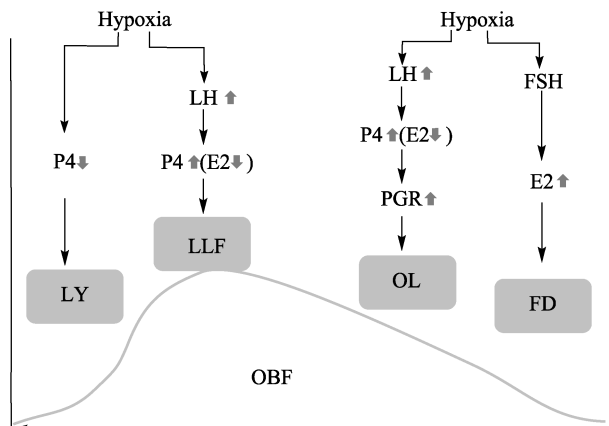 Hypoxia
Hypoxia
LH
LH
FSH
P4
P4 (E2 )
P4 (E2 )
E2
PGR
LLF
OL
LY
FD
OBF